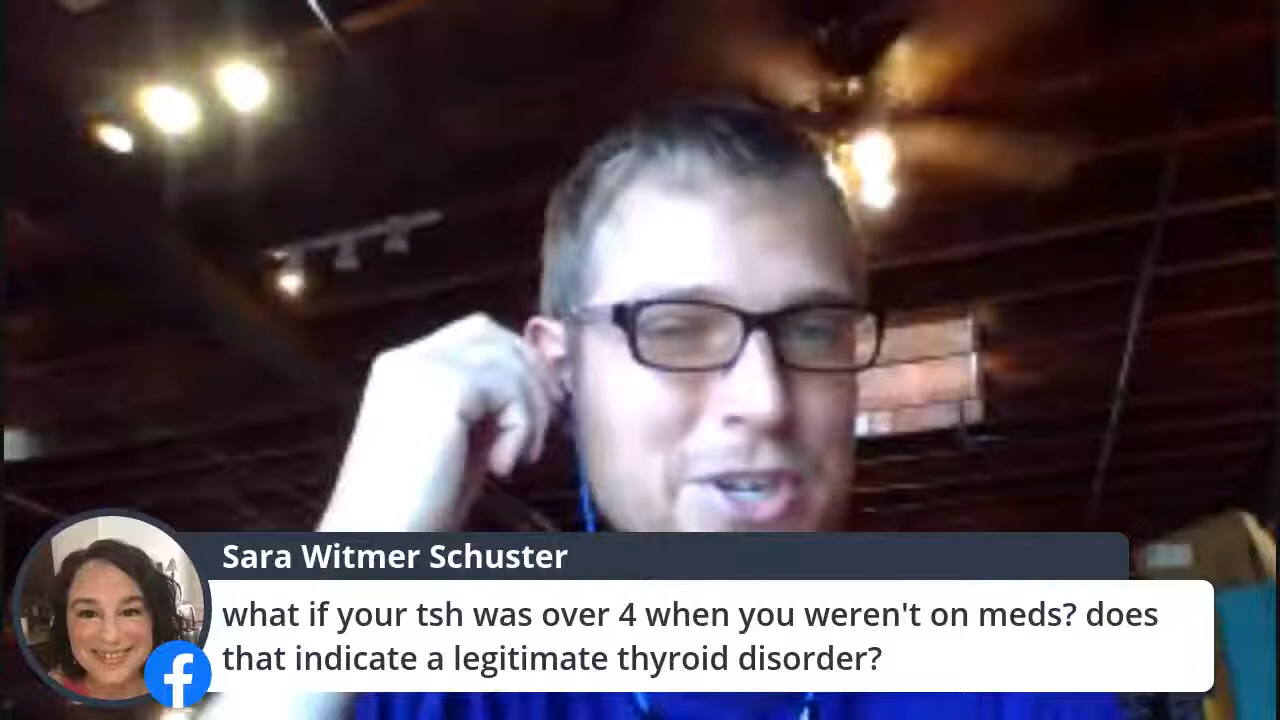 Sara Witmer Schuster
what if your tsh was over 4 when you weren't on meds? does
that indicate a legitimate thyroid disorder?